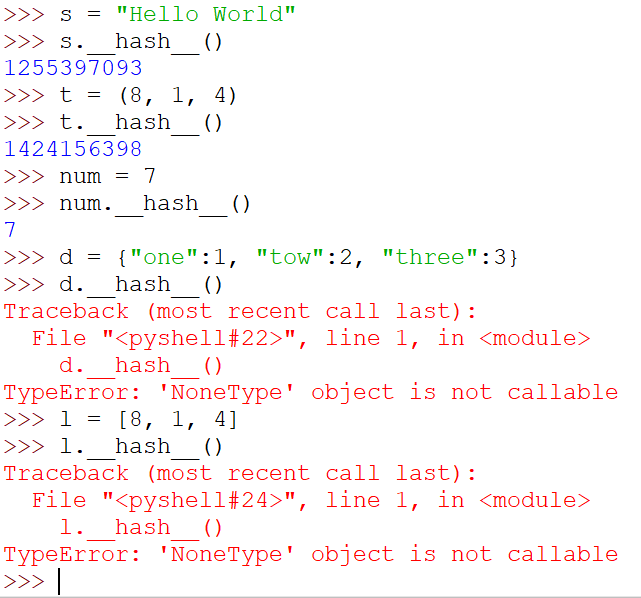 >>> s = "Hello World"
>>> s.__hash__()
1255397093
>>> t = (8, 1, 4)
>>> t.__hash__()
1424156398
>>> num = 7
>>> num.__hash__()
7
>>> d = {"one":1, "tow":2, "three":3}
>>> d.__hash__()
Traceback (most recent call last):
  File "<pyshell#22>", line 1, in <module>
    d.__hash__()
TypeError: 'NoneType' object is not callable
>>> l = [8, 1, 4]
>>> l.__hash__()
Traceback (most recent call last):
  File "<pyshell#24>", line 1, in <module>
    l.__hash__()
TypeError: 'NoneType' object is not callable
>>>